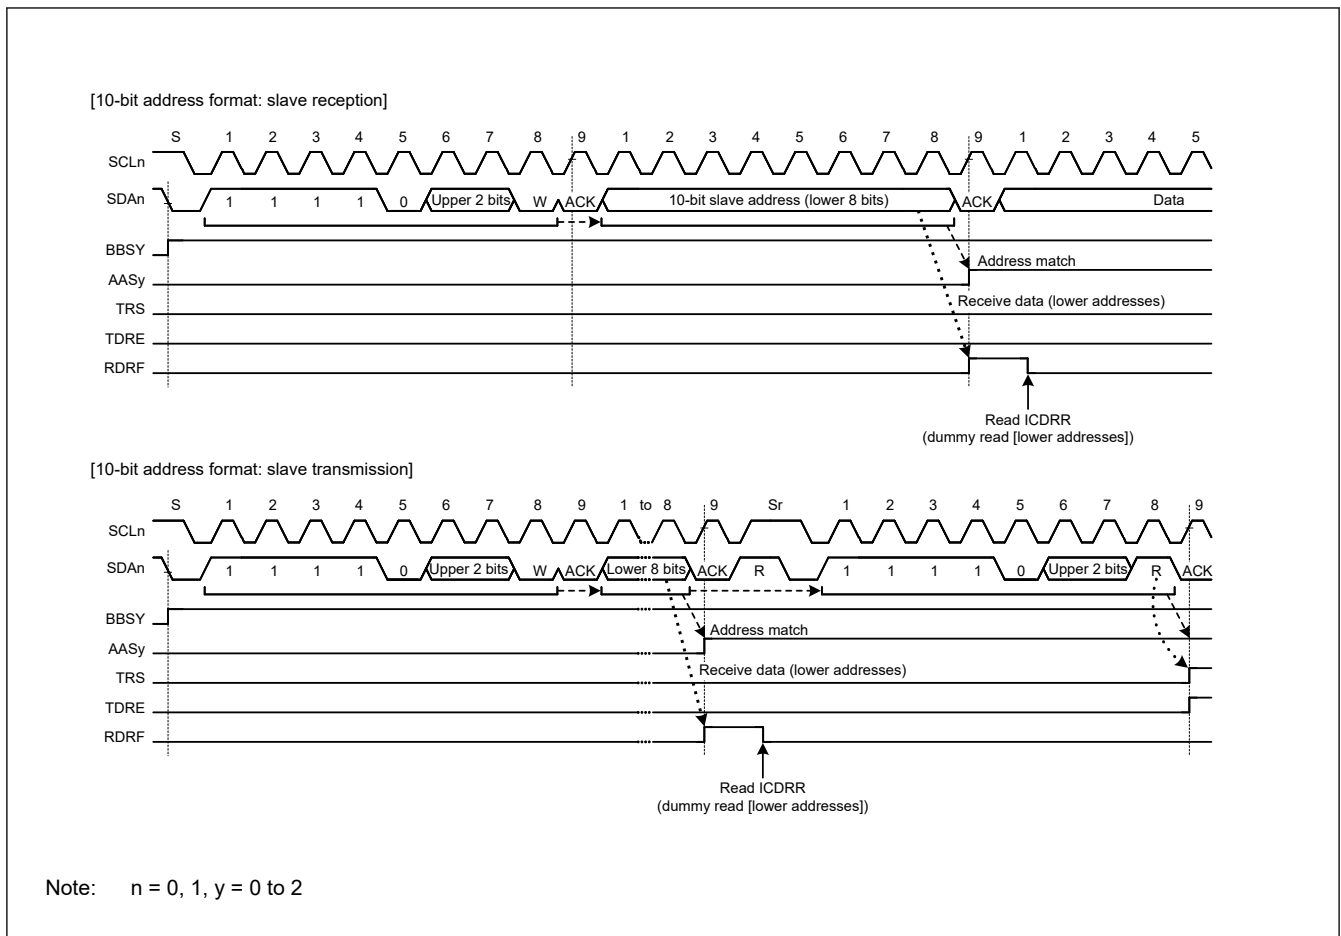 [10-bit address format: slave reception]
S 1 2 3 4 5 6 7 8 9 1 2 3 4 5 6 7 8 9 1 2 3 4 5
SCLn
SDAn 1 1 1 1 0 Upper 2 bits W ACK 10-bit slave address (lower 8 bits) ACK Data
BBSY
Address match
AASy
Receive data (lower addresses)
TRS
TDRE
RDRF
Read ICDRR
(dummy read [lower addresses])
[10-bit address format: slave transmission]
S 1 2 3 4 5 6 7 8 9 1 to 8 9 Sr 1 2 3 4 5 6 7 8 9
SCLn
SDAn 1 1 1 1 0 Upper 2 bits W ACK Lower 8 bits ACK R 1 1 1 1 0 Upper 2 bits R ACK
BBSY
Address match
AASy
Receive data (lower addresses)
TRS
TDRE
RDRF
Read ICDRR
(dummy read [lower addresses])
Note: n = 0, 1, y = 0 to 2